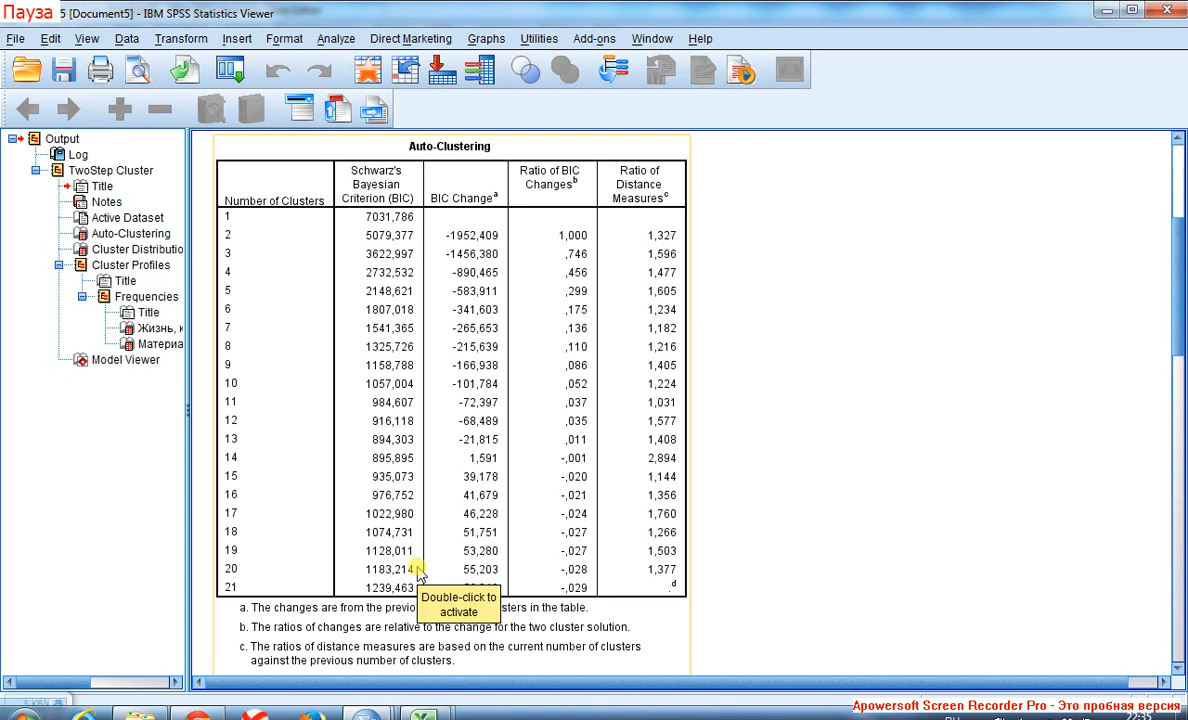 Пауза 5 [Document5] - IBM SPSS Statistics Viewer
File Edit View Data Transform Insert Format Analyze Direct Marketing Graphs Utilities Add-ons Window Help
Output
Log
TwoStep Cluster
Title
Notes
Active Dataset
Auto-Clustering
Cluster Distributio
Cluster Profiles
Title
Frequencies
Title
Жизнь, к
Материа
Model Viewer
Auto-Clustering
Number of Clusters Schwarz's Bayesian Criterion (BIC) BIC Changea Ratio of BIC Changesb Ratio of Distance Measuresc
1 7031,786
2 5079,377 -1952,409 1,000 1,327
3 3622,997 -1456,380 ,746 1,596
4 2732,532 -890,465 ,456 1,477
5 2148,621 -583,911 ,299 1,605
6 1807,018 -341,603 ,175 1,234
7 1541,365 -265,653 ,136 1,182
8 1325,726 -215,639 ,110 1,216
9 1158,788 -166,938 ,086 1,405
10 1057,004 -101,784 ,052 1,224
11 984,607 -72,397 ,037 1,031
12 916,118 -68,489 ,035 1,577
13 894,303 -21,815 ,011 1,408
14 895,895 1,591 -,001 2,894
15 935,073 39,178 -,020 1,144
16 976,752 41,679 -,021 1,356
17 1022,980 46,228 -,024 1,760
18 1074,731 51,751 -,027 1,266
19 1128,011 53,280 -,027 1,503
20 1183,214 55,203 -,028 1,377
21 1239,463 -,029 .d
Double-click to
activate
a. The changes are from the previo sters in the table.
b. The ratios of changes are relative to the change for the two cluster solution.
c. The ratios of distance measures are based on the current number of clusters
against the previous number of clusters.
Apowersoft Screen Recorder Pro - Это пробная версия